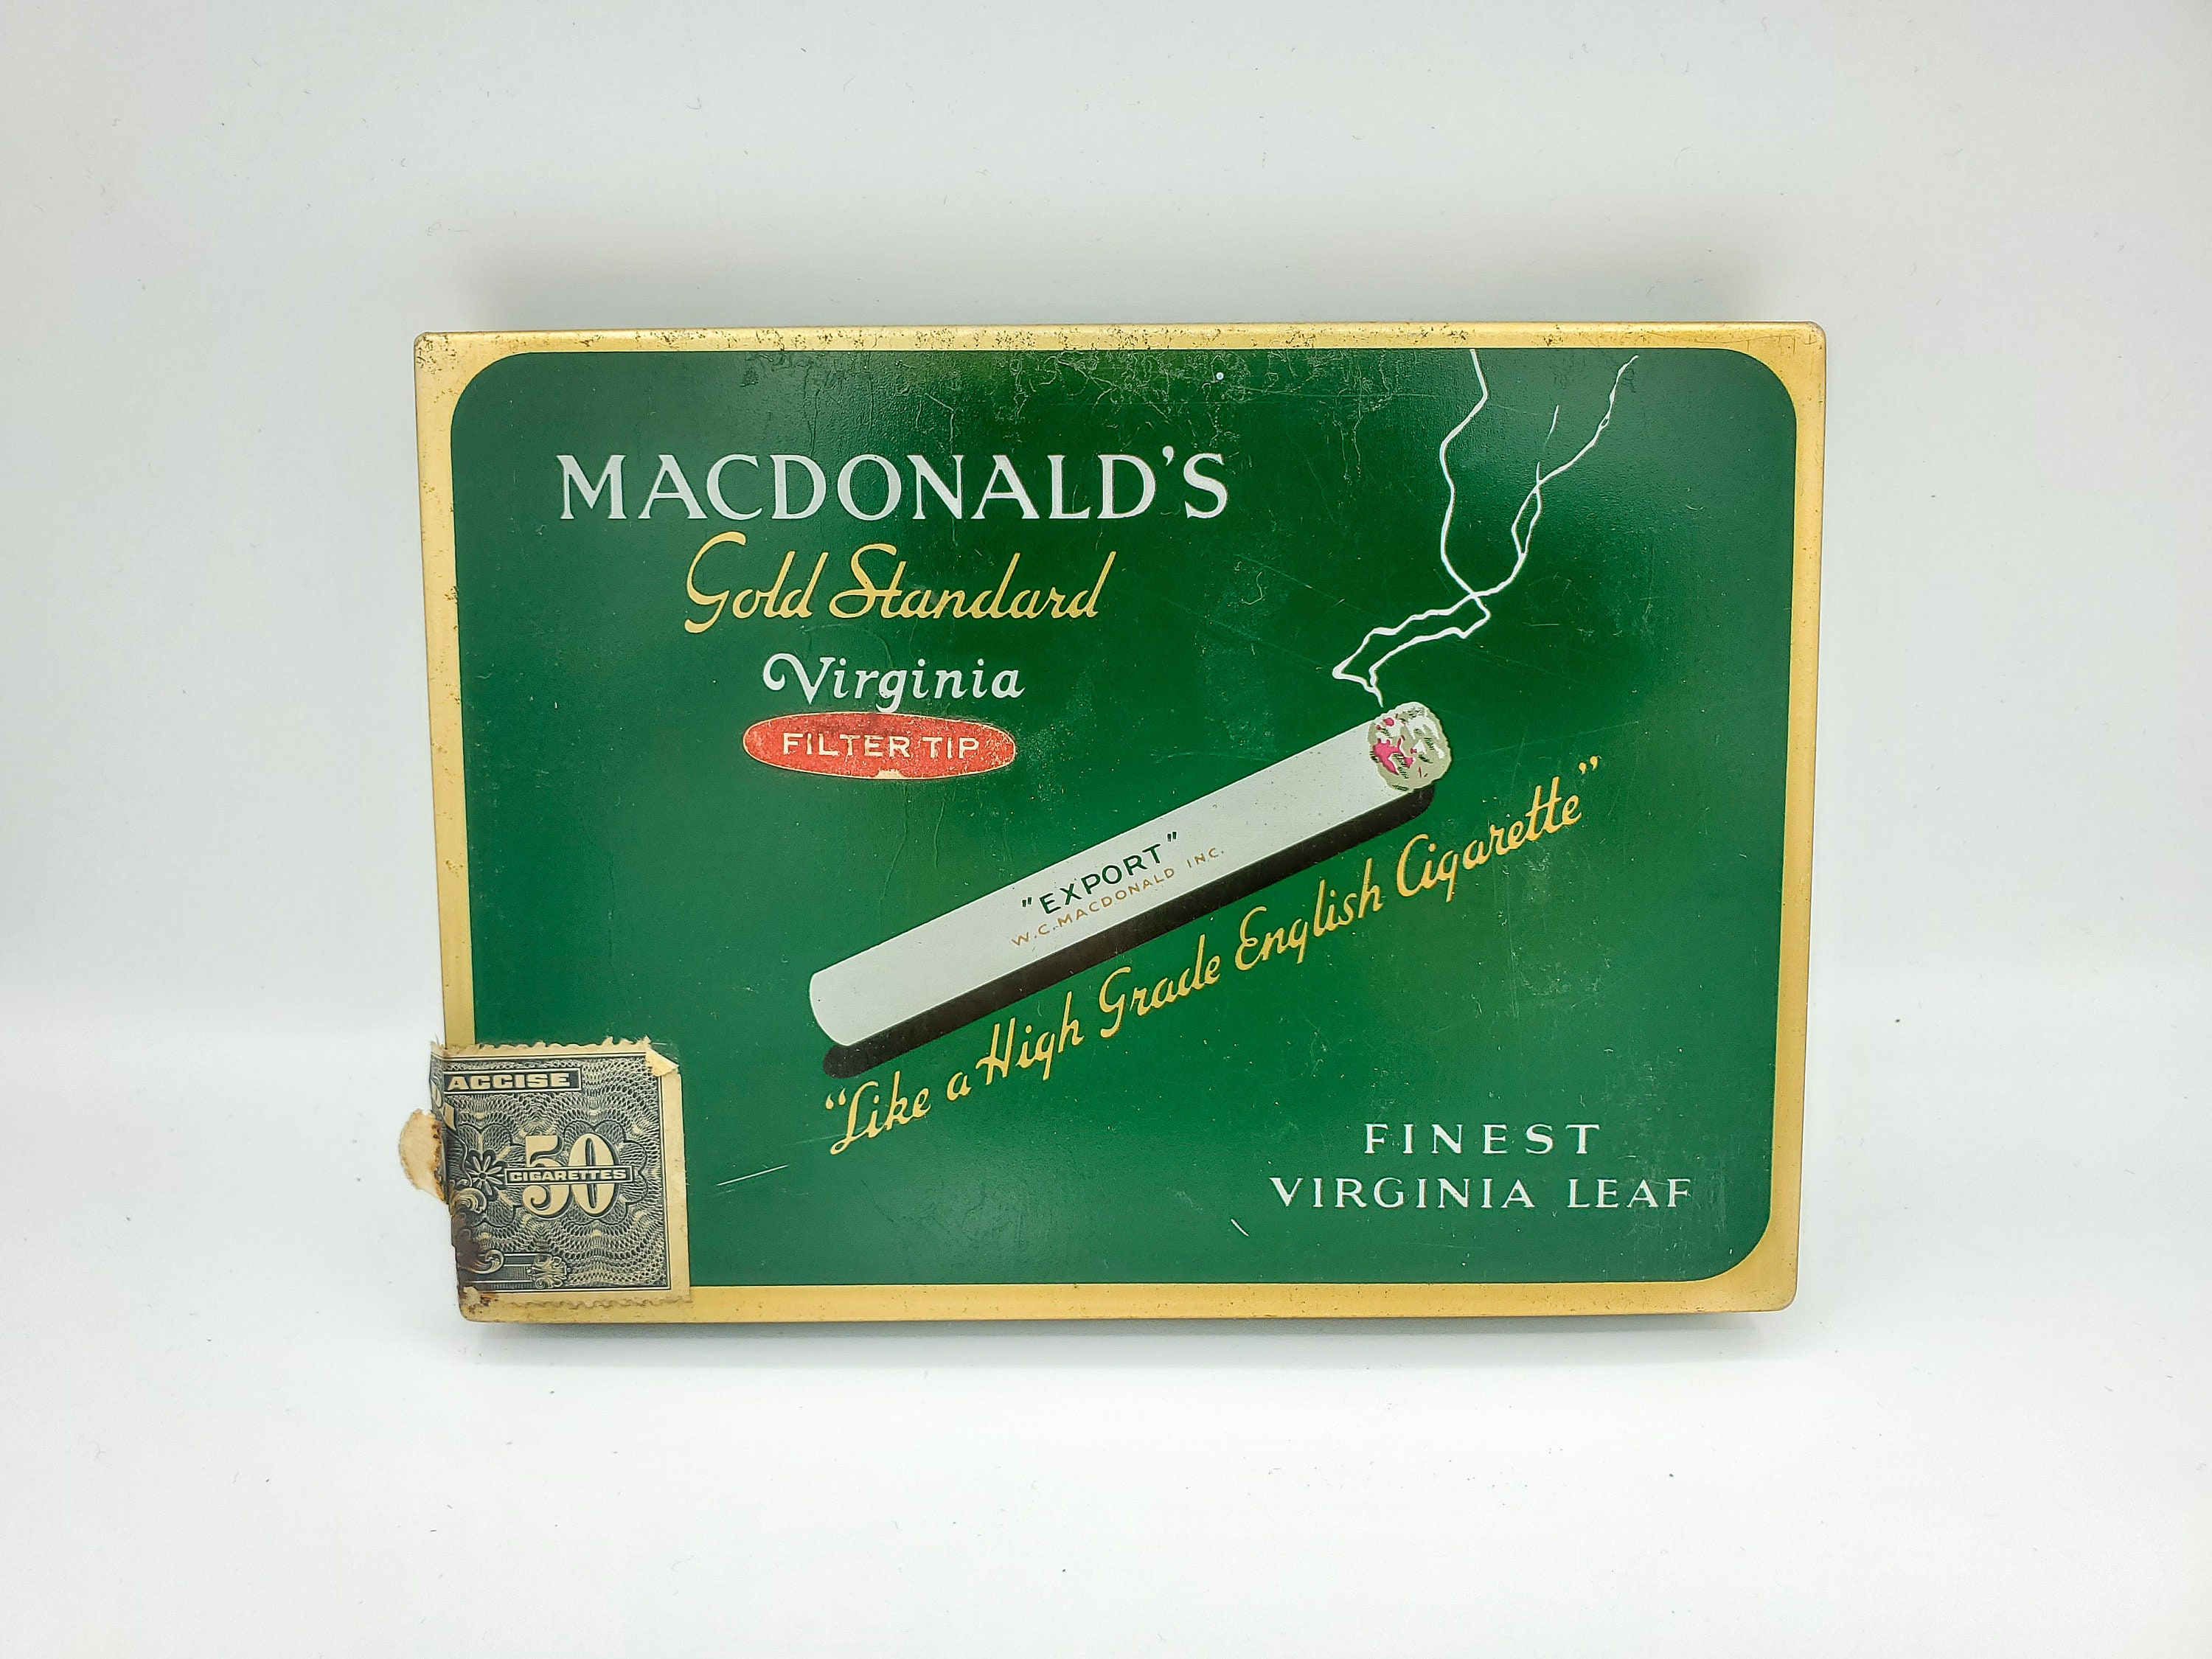 MACDONALD'S
Gold Standard
Virginia
FILTER TIP
"EXPORT"
W.C. MACDONALD INC.
"Like a High Grade English Cigarette"
FINEST
VIRGINIA LEAF
ACCISE
50
CIGARETTES